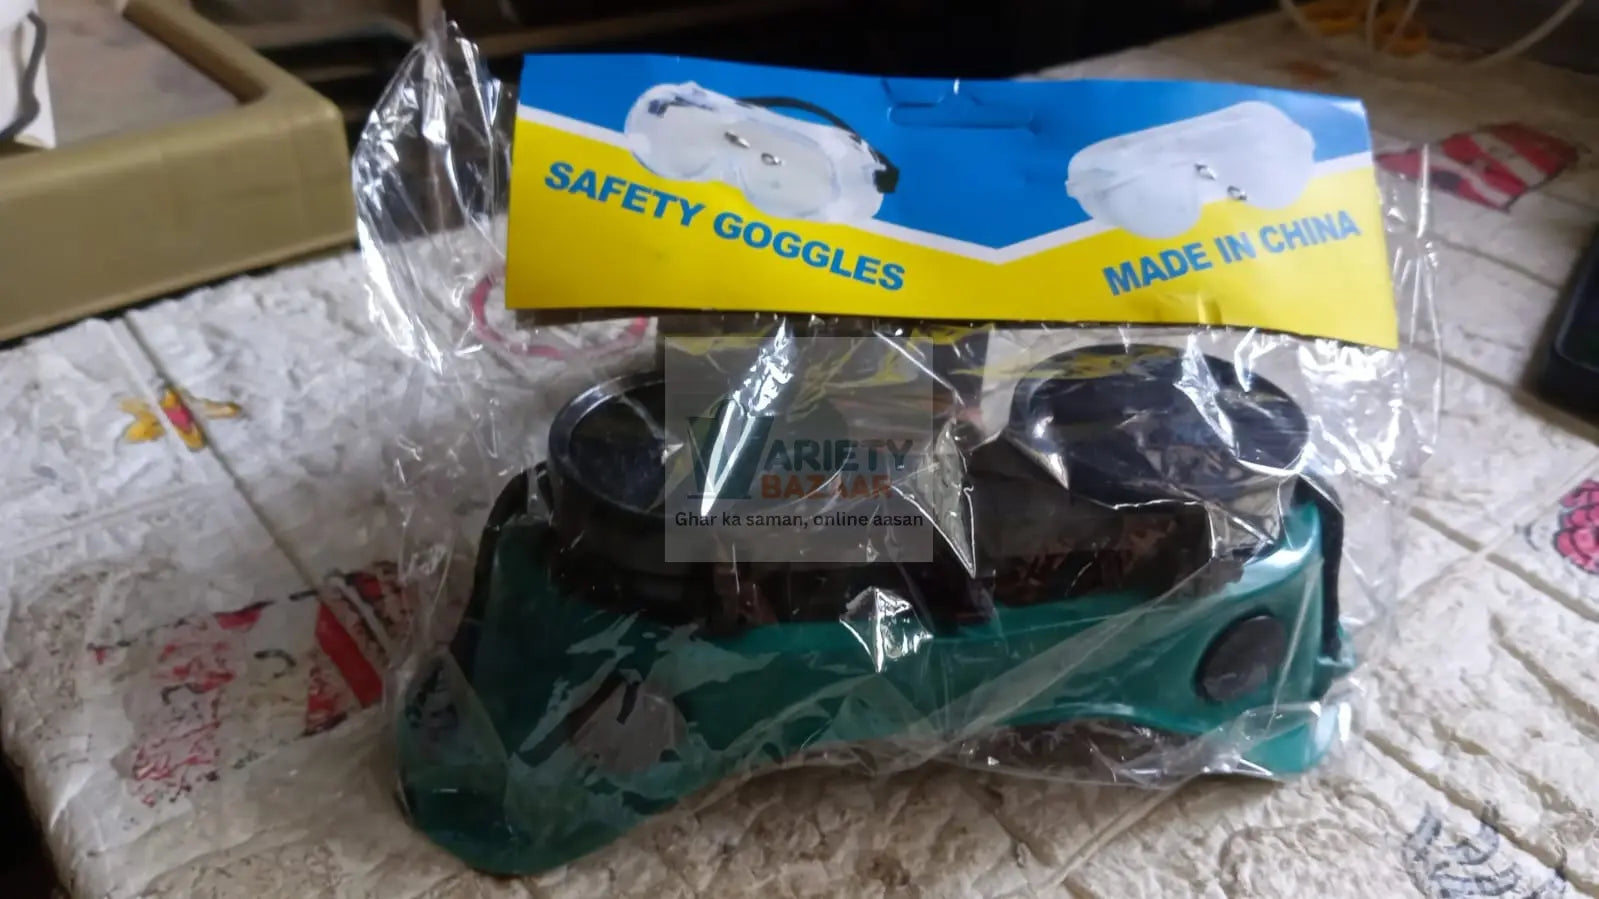 SAFETY GOGGLES
MADE IN CHINA
VARIETY
BAZAAR
Ghar ka saman, online aasan